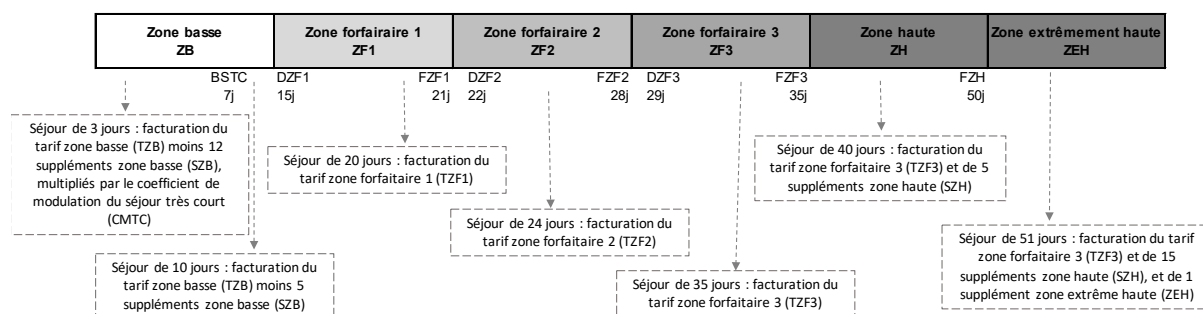 Zone basse
ZB
Zone forfairaire 1
ZF1
Zone forfairaire 2
ZF2
Zone forfairaire 3
ZF3
Zone haute
ZH
Zone extrêmement haute
ZEH
BSTC
7j
DZF1
15j
FZF1
21j
DZF2
22j
FZF2
28j
DZF3
29j
FZF3
35j
FZH
50j
Séjour de 3 jours : facturation du
tarif zone basse (TZB) moins 12
suppléments zone basse (SZB),
multipliés par le coefficient de
modulation du séjour très court
(CMTC)
Séjour de 10 jours : facturation du
tarif zone basse (TZB) moins 5
suppléments zone basse (SZB)
Séjour de 20 jours : facturation du
tarif zone forfaitaire 1 (TZF1)
Séjour de 24 jours : facturation du
tarif zone forfaitaire 2 (TZF2)
Séjour de 35 jours : facturation du
tarif zone forfaitaire 3 (TZF3)
Séjour de 40 jours : facturation du
tarif zone forfaitaire 3 (TZF3) et de 5
suppléments zone haute (SZH)
Séjour de 51 jours : facturation du tarif
zone forfaitaire 3 (TZF3) et de 15
suppléments zone haute (SZH), et de 1
supplément zone extrême haute (ZEH)